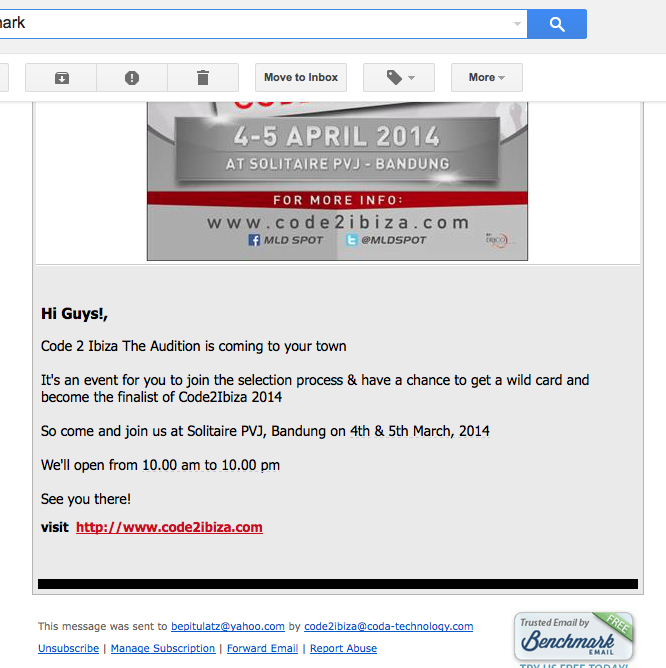 mark
Move to Inbox
More
4-5 APRIL 2014
AT SOLITAIRE PVJ - BANDUNG
FOR MORE INFO:
www.code2ibiza.com
MLD SPOT @MLDSPOT
Hi Guys!,
Code 2 Ibiza The Audition is coming to your town
It's an event for you to join the selection process & have a chance to get a wild card and
become the finalist of Code2Ibiza 2014
So come and join us at Solitaire PVJ, Bandung on 4th & 5th March, 2014
We'll open from 10.00 am to 10.00 pm
See you there!
visit http://www.code2ibiza.com
This message was sent to bepitulatz@yahoo.com by code2ibiza@coda-technology.com
Unsubscribe | Manage Subscription | Forward Email | Report Abuse
Trusted Email by FREE
Benchmark
EMAIL
TRY US FREE TODAY!